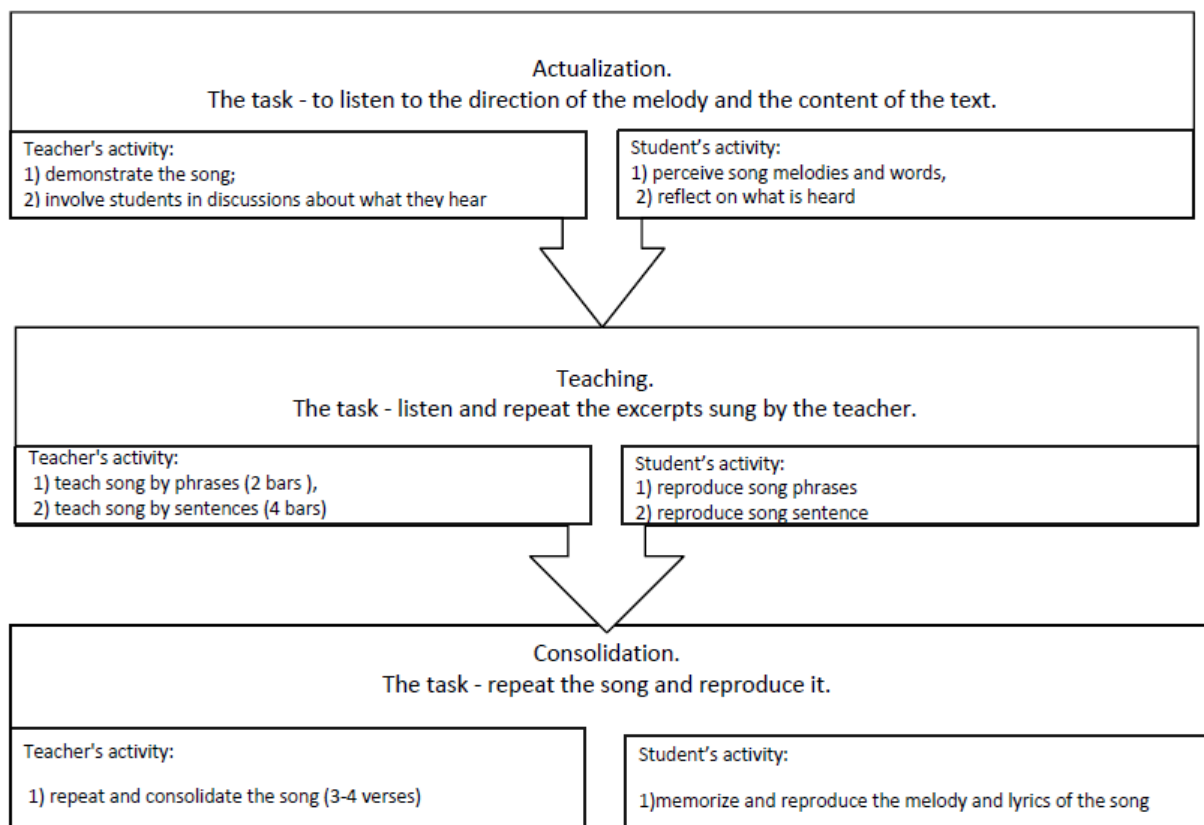 Actualization.
The task - to listen to the direction of the melody and the content of the text.
Teacher's activity:
1) demonstrate the song;
2) involve students in discussions about what they hear
Student's activity:
1) perceive song melodies and words,
2) reflect on what is heard
Teaching.
The task - listen and repeat the excerpts sung by the teacher.
Teacher's activity:
1) teach song by phrases (2 bars ),
2) teach song by sentences (4 bars)
Student's activity:
1) reproduce song phrases
2) reproduce song sentence
Consolidation.
The task - repeat the song and reproduce it.
Teacher's activity:
1) repeat and consolidate the song (3-4 verses)
Student's activity:
1)memorize and reproduce the melody and lyrics of the song